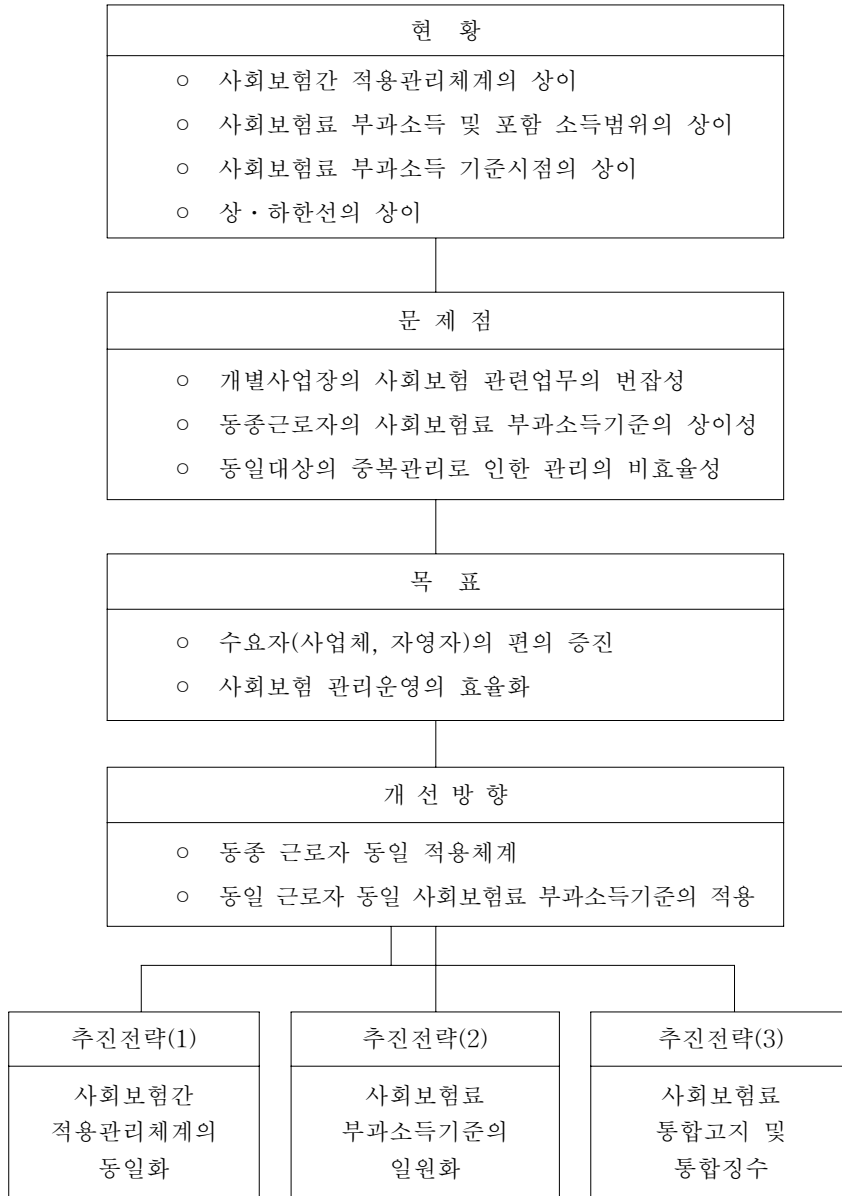 현 황
○ 사회보험간 적용관리체계의 상이
○ 사회보험료 부과소득 및 포함 소득범위의 상이
○ 사회보험료 부과소득 기준시점의 상이
○ 상·하한선의 상이
문 제 점
○ 개별사업장의 사회보험 관련업무의 번잡성
○ 동종근로자의 사회보험료 부과소득기준의 상이성
○ 동일대상의 중복관리로 인한 관리의 비효율성
목 표
○ 수요자(사업체, 자영자)의 편의 증진
○ 사회보험 관리운영의 효율화
개 선 방 향
○ 동종 근로자 동일 적용체계
○ 동일 근로자 동일 사회보험료 부과소득기준의 적용
추진전략(1)
사회보험간
적용관리체계의
동일화
추진전략(2)
사회보험료
부과소득기준의
일원화
추진전략(3)
사회보험료
통합고지 및
통합징수